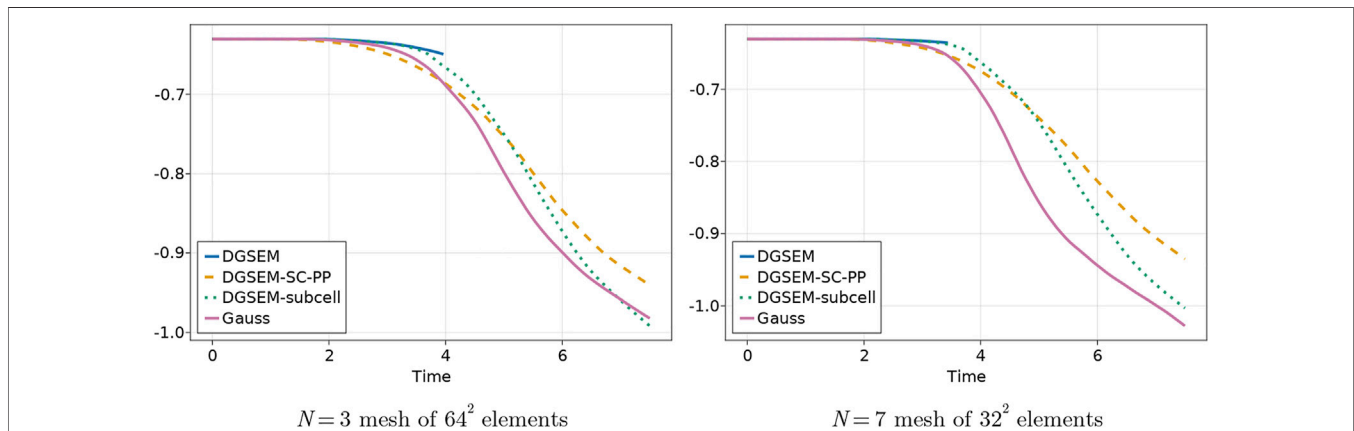 -0.7
-0.8
-0.9
-1.0
DGSEM
DGSEM-SC-PP
DGSEM-subcell
Gauss
0 2 4 6
Time
N = 3 mesh of 64² elements
-0.7
-0.8
-0.9
-1.0
DGSEM
DGSEM-SC-PP
DGSEM-subcell
Gauss
0 2 4 6
Time
N = 7 mesh of 32² elements